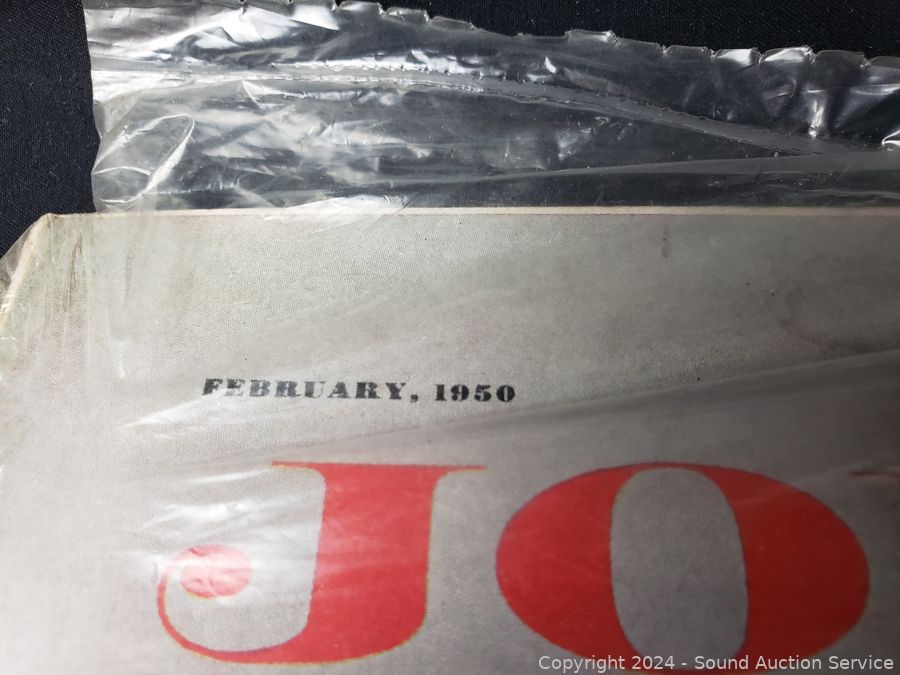 FEBRUARY, 1950
JO
Copyright 2024 - Sound Auction Service